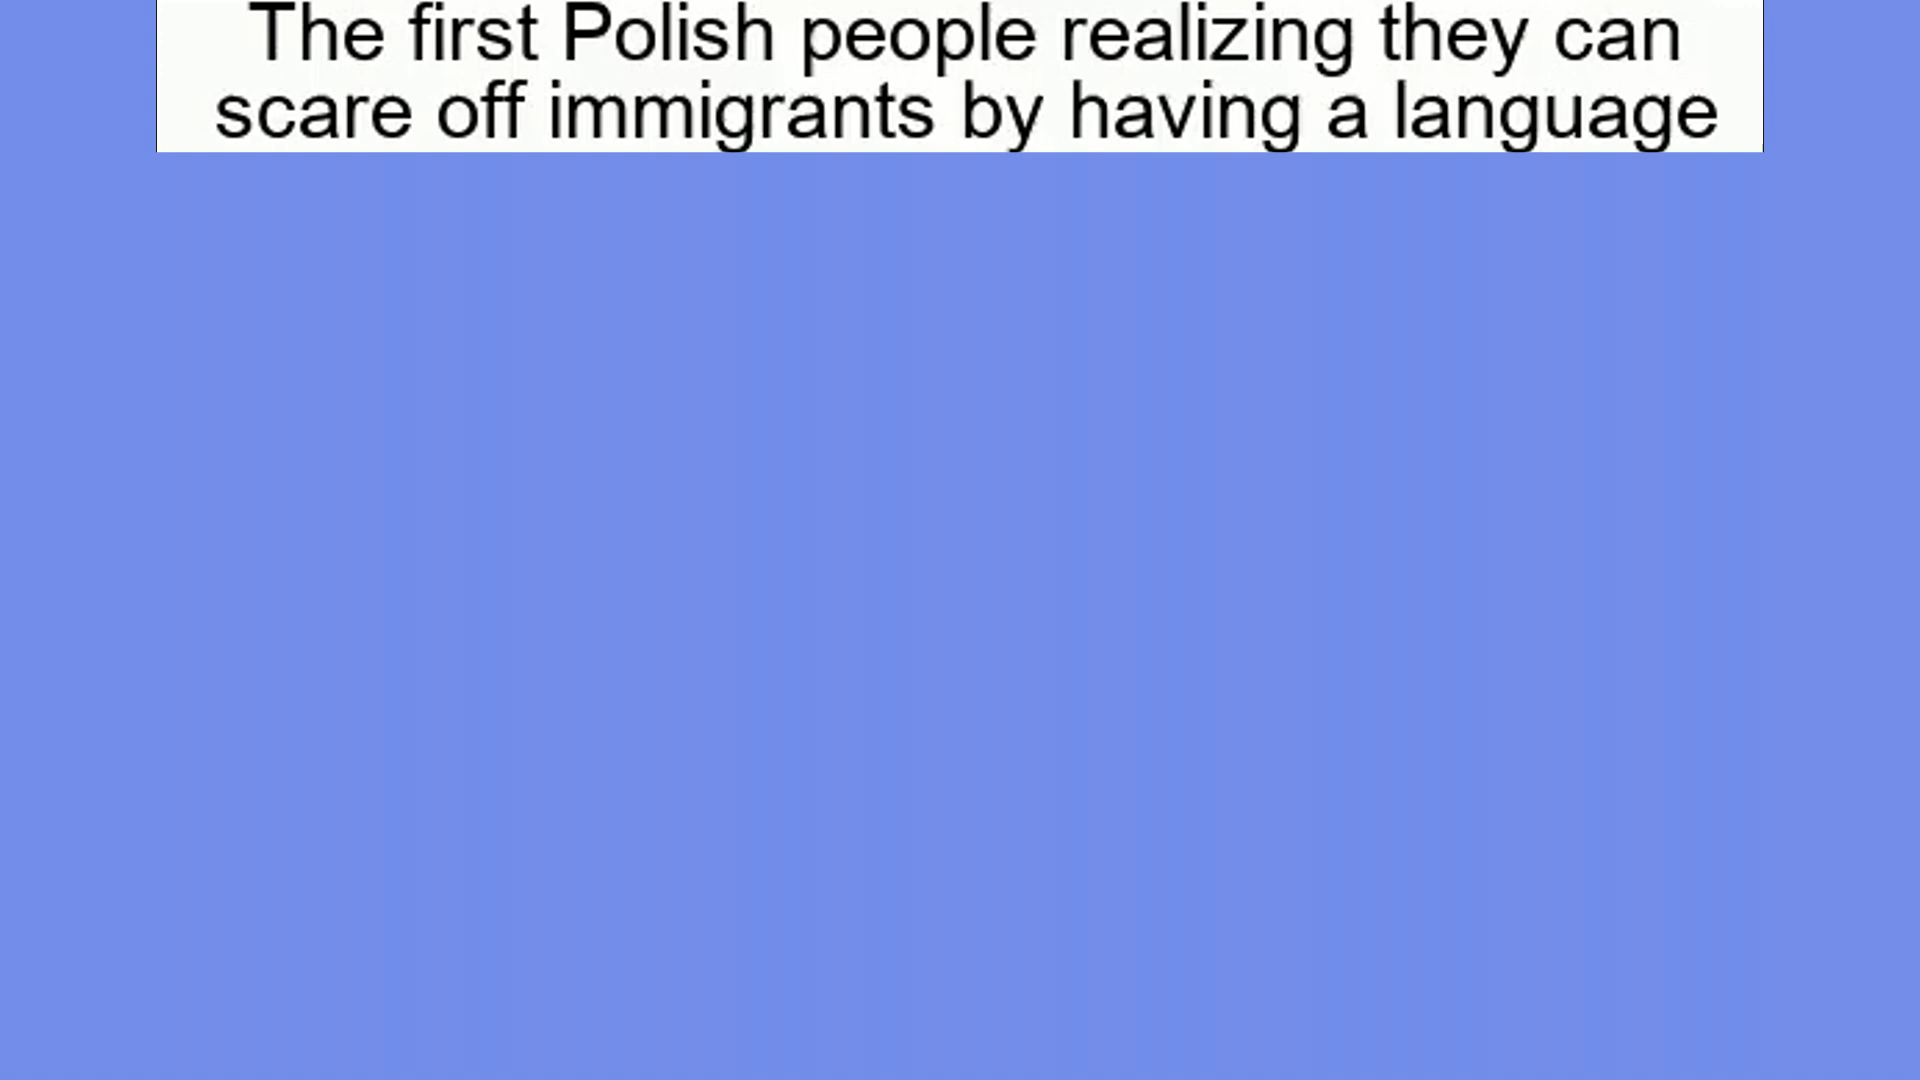 The first Polish people realizing they can
scare off immigrants by having a language